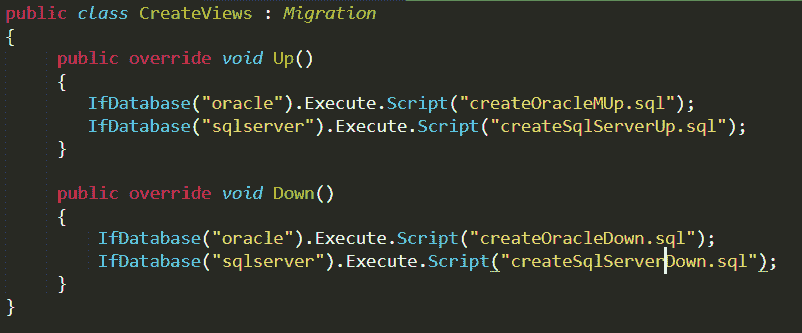 public class CreateViews : Migration
{
public override void Up()
{
IfDatabase("oracle").Execute.Script("createOracleMUp.sql");
IfDatabase("sqlserver").Execute.Script("createSqlServerUp.sql");
}
public override void Down()
{
IfDatabase("oracle").Execute.Script("createOracleDown.sql");
IfDatabase("sqlserver").Execute.Script("createSqlServerDown.sql");
}
}